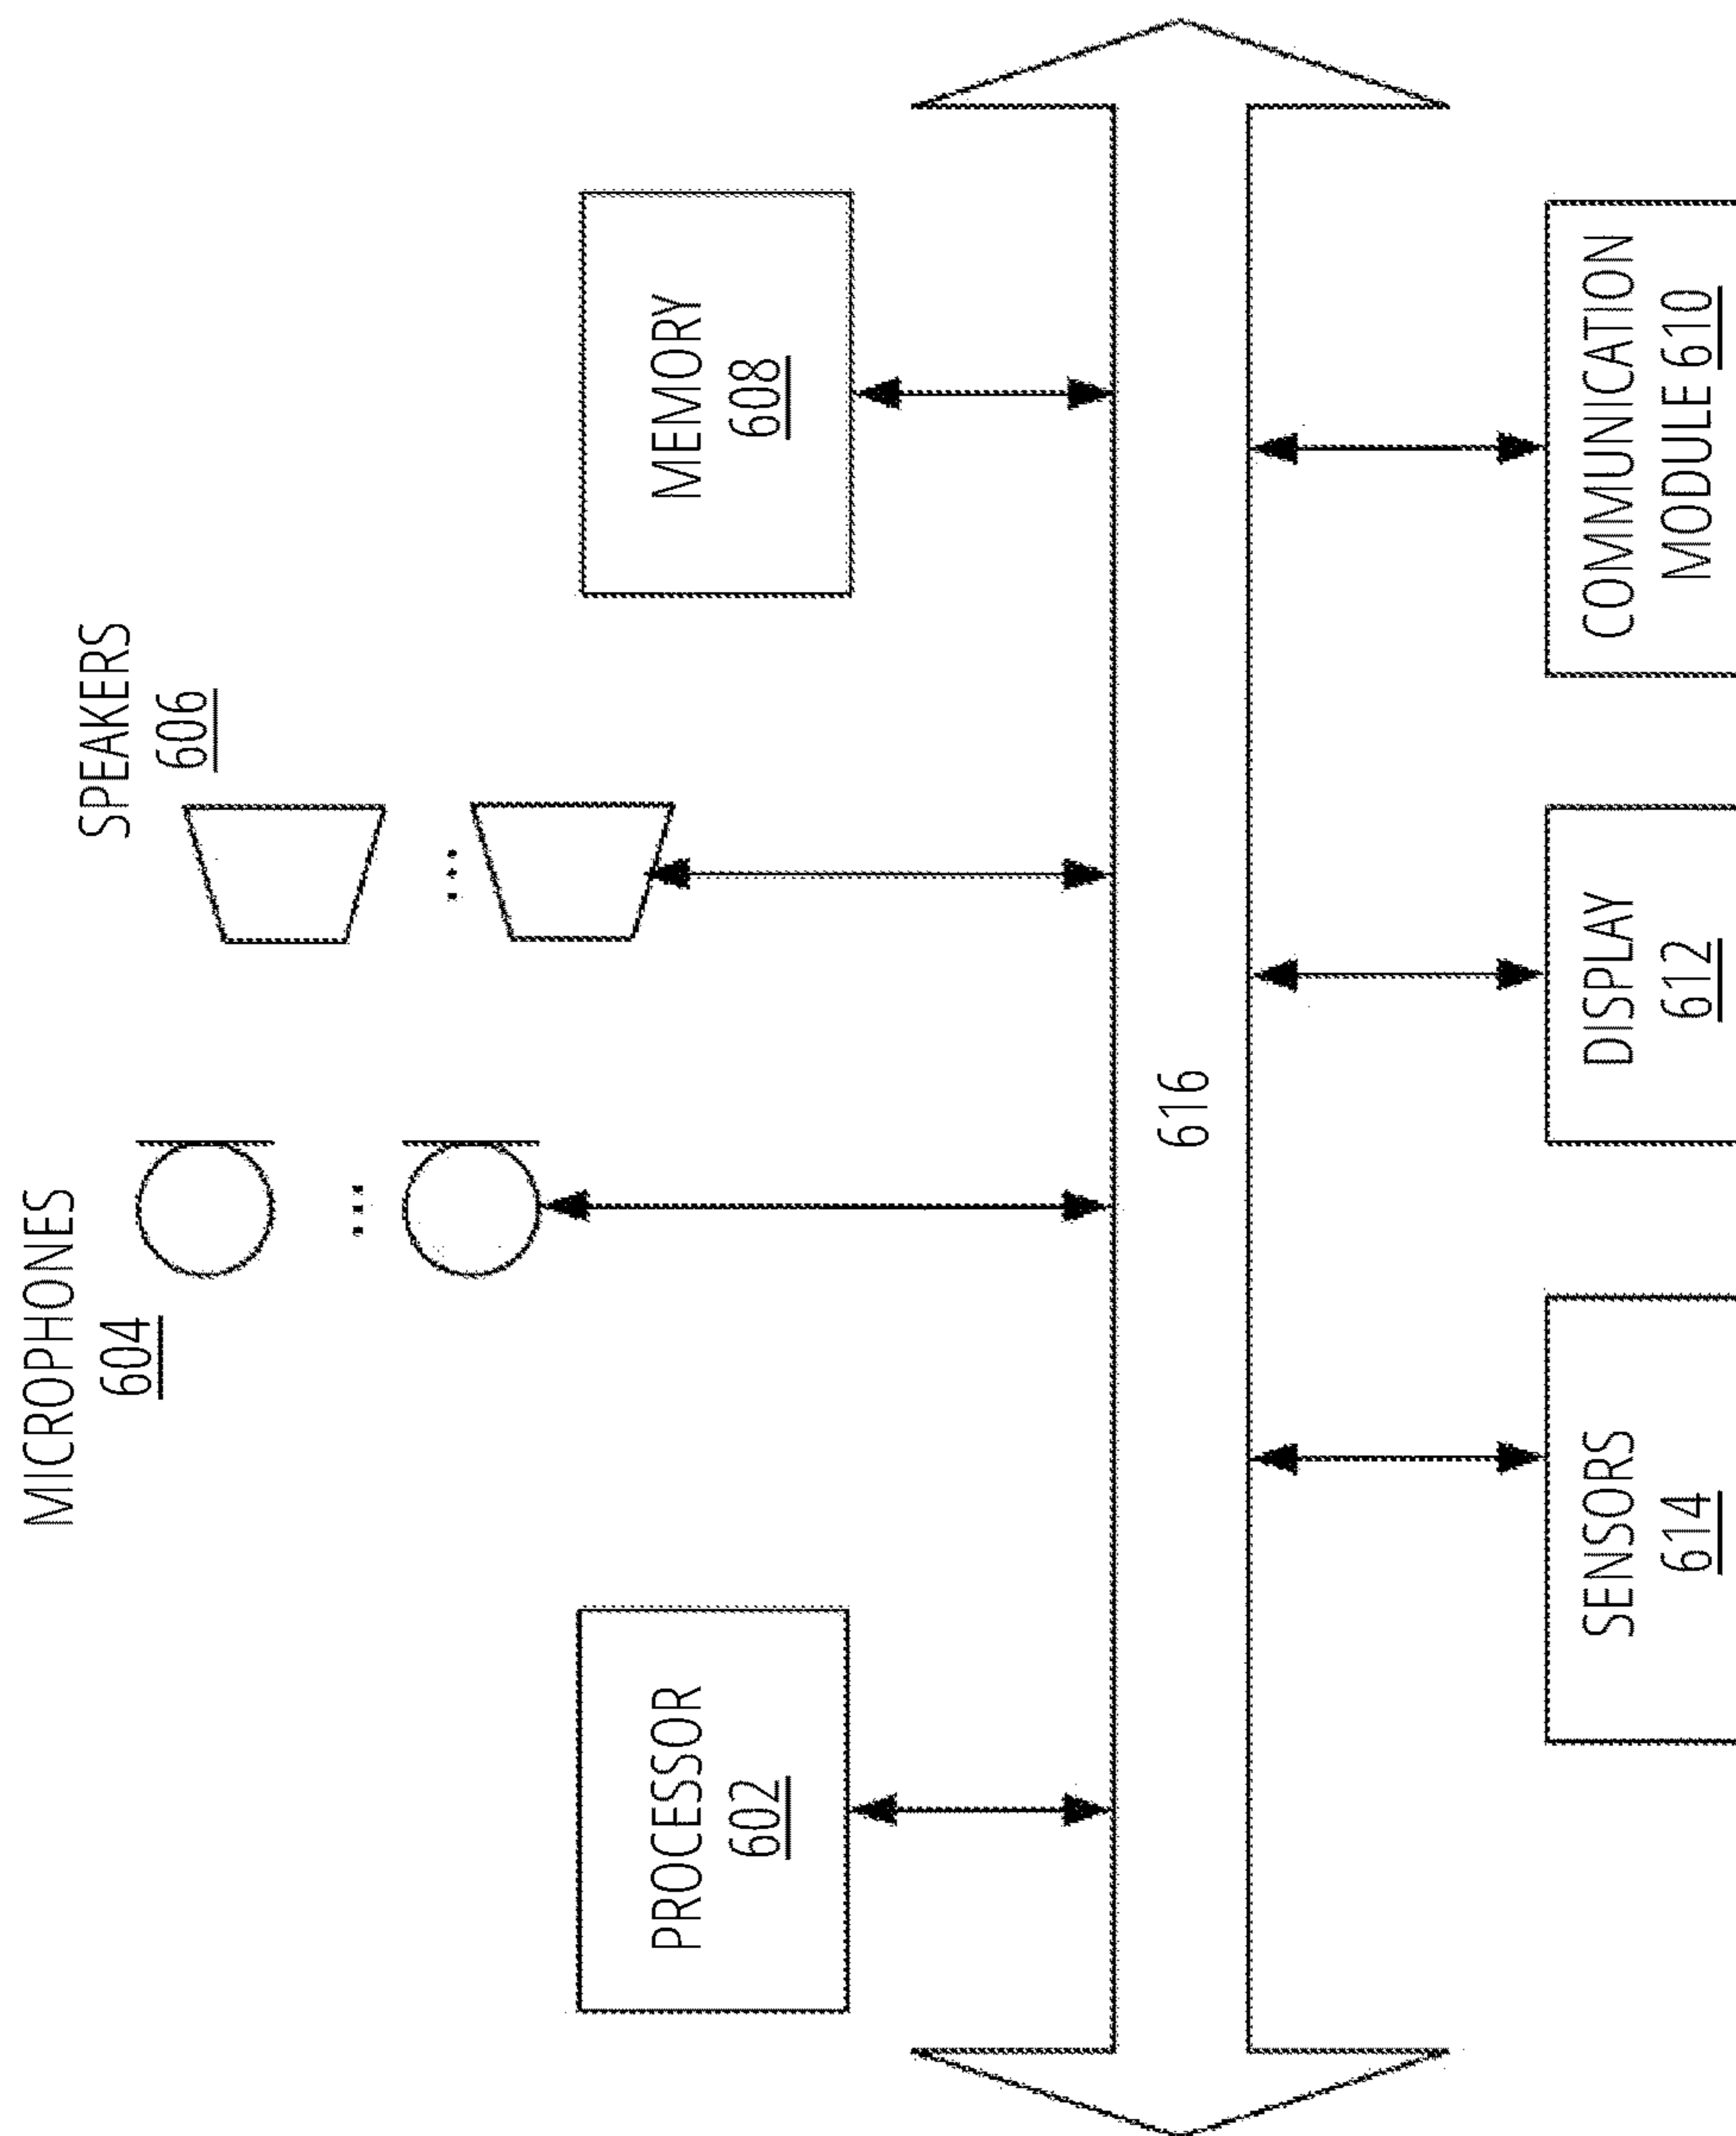 MICROPHONES
604
SPEAKERS
606
PROCESSOR
602
MEMORY
608
616
SENSORS
614
DISPLAY
612
COMMUNICATION
MODULE 610